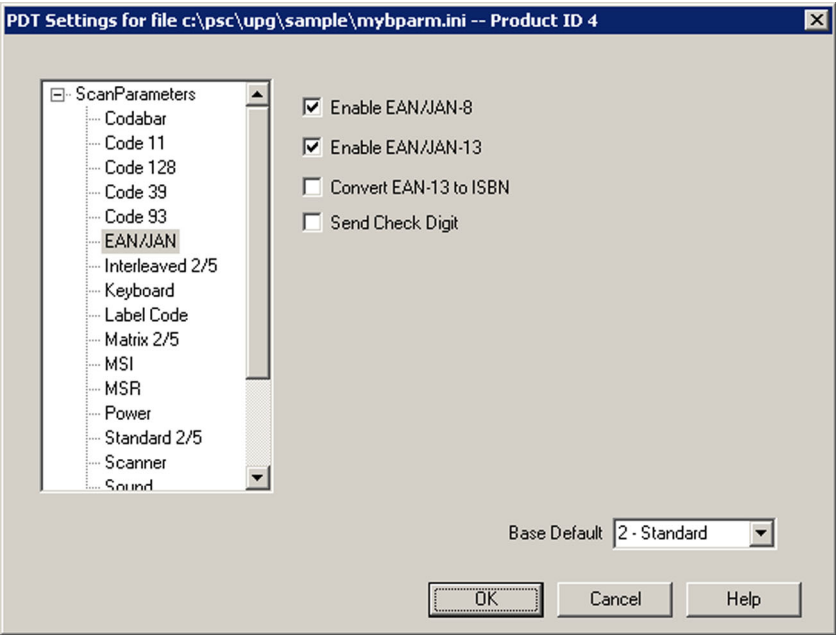 PDT Settings for file c:\psc\upg\sample\mybparm.ini -- Product ID 4
ScanParameters
Codabar
Code 11
Code 128
Code 39
Code 93
EAN/JAN
Interleaved 2/5
Keyboard
Label Code
Matrix 2/5
MSI
MSR
Power
Standard 2/5
Scanner
Sound
Enable EAN/JAN-8
Enable EAN/JAN-13
Convert EAN-13 to ISBN
Send Check Digit
Base Default 2 - Standard
OK Cancel Help